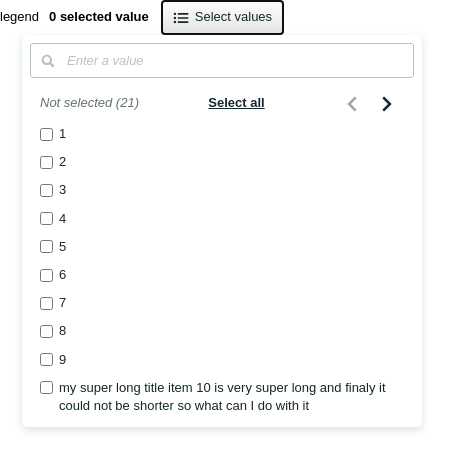 legend 0 selected value Select values
Enter a value
Not selected (21) Select all
1
2
3
4
5
6
7
8
9
my super long title item 10 is very super long and finaly it
could not be shorter so what can I do with it